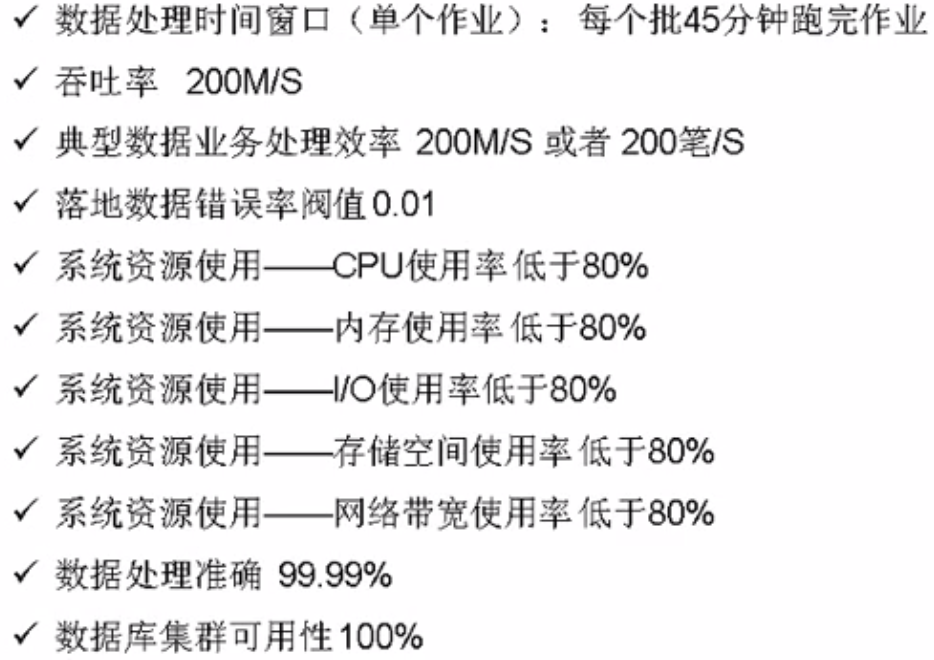 ✓ 数据处理时间窗口（单个作业）： 每个批45分钟跑完作业
✓ 吞吐率 200M/S
✓ 典型数据业务处理效率 200M/S 或者 200笔/S
✓ 落地数据错误率阀值0.01
✓ 系统资源使用——CPU使用率低于80%
✓ 系统资源使用——内存使用率低于80%
✓ 系统资源使用——I/O使用率低于80%
✓ 系统资源使用——存储空间使用率低于80%
✓ 系统资源使用——网络带宽使用率低于80%
✓ 数据处理准确 99.99%
✓ 数据库集群可用性100%